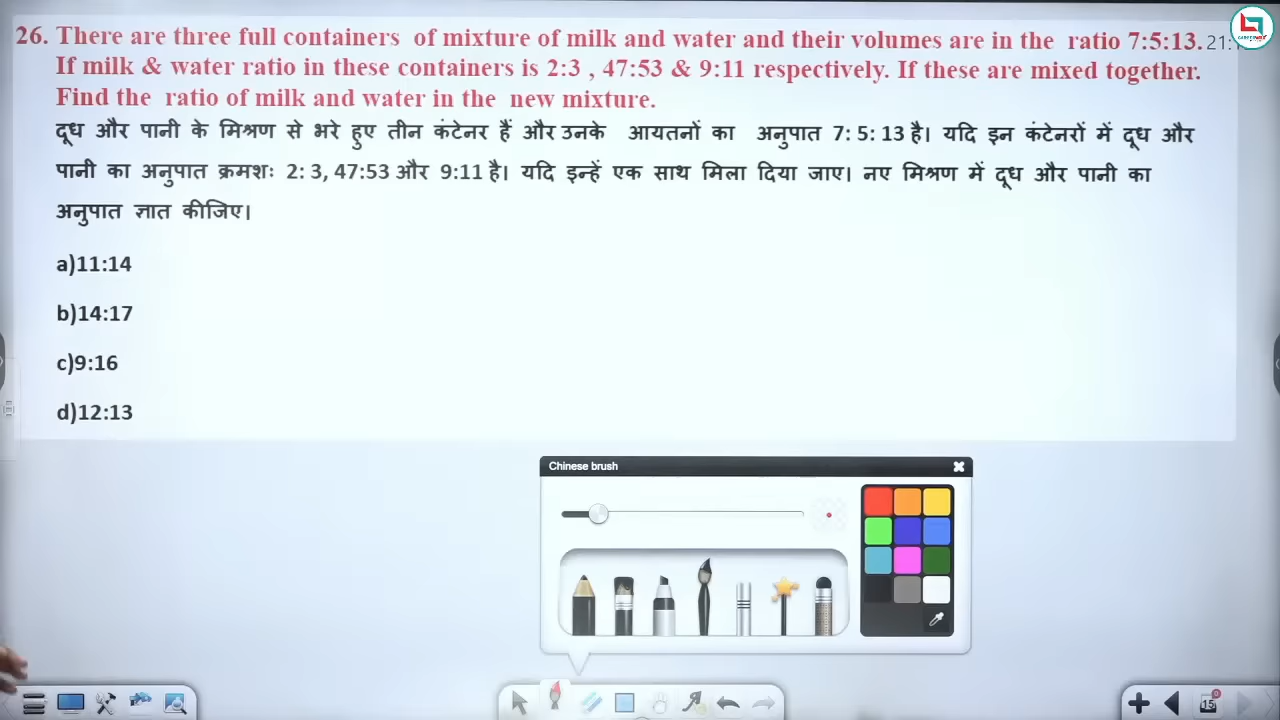 26. There are three full containers of mixture of milk and water and their volumes are in the ratio 7:5:13.
If milk & water ratio in these containers is 2:3 , 47:53 & 9:11 respectively. If these are mixed together.
Find the ratio of milk and water in the new mixture.
दूध और पानी के मिश्रण से भरे हुए तीन कंटेनर हैं और उनके आयतनों का अनुपात 7: 5: 13 है। यदि इन कंटेनरों में दूध और
पानी का अनुपात क्रमशः 2: 3, 47:53 और 9:11 है। यदि इन्हें एक साथ मिला दिया जाए। नए मिश्रण में दूध और पानी का
अनुपात ज्ञात कीजिए।
a)11:14
b)14:17
c)9:16
d)12:13
Chinese brush
15